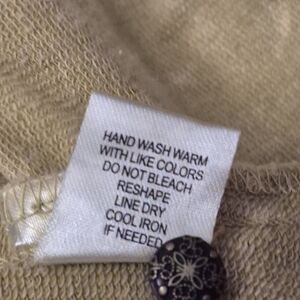 HAND WASH WARM
WITH LIKE COLORS
DO NOT BLEACH
RESHAPE
LINE DRY
COOL IRON
IF NEEDED